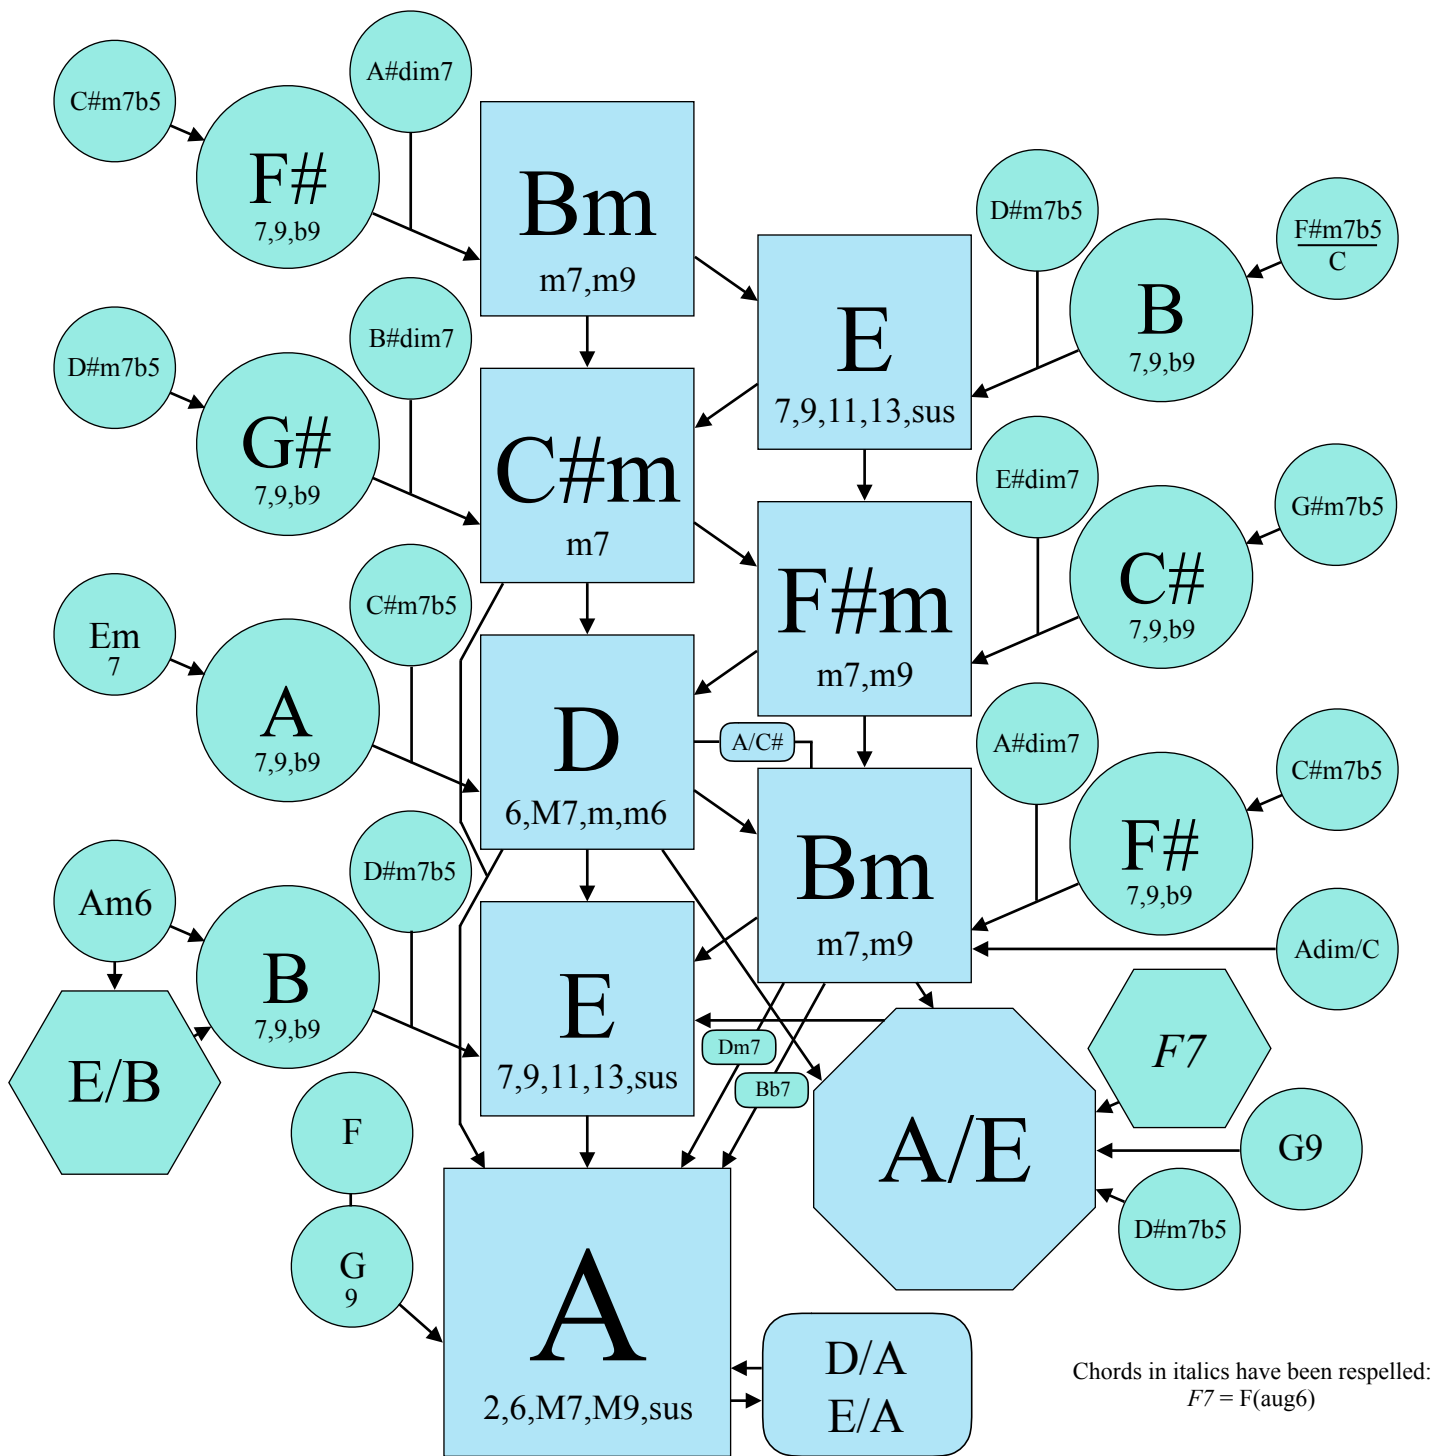 C#m7b5
A#dim7
F#
7,9,b9
Bm
m7,m9
D#m7b5
F#m7b5
C
B
7,9,b9
E
7,9,11,13,sus
D#m7b5
B#dim7
G#
7,9,b9
C#m
m7
E#dim7
G#m7b5
C#
7,9,b9
F#m
m7,m9
Em
7
C#m7b5
A
7,9,b9
D
6,M7,m,m6
A/C#
A#dim7
C#m7b5
F#
7,9,b9
Bm
m7,m9
Am6
D#m7b5
B
7,9,b9
E
7,9,11,13,sus
Adim/C
E/B
Dm7
Bb7
F7
F
A/E
G9
D#m7b5
G
9
A
2,6,M7,M9,sus
D/A
E/A
Chords in italics have been respelled:
F7 = F(aug6)